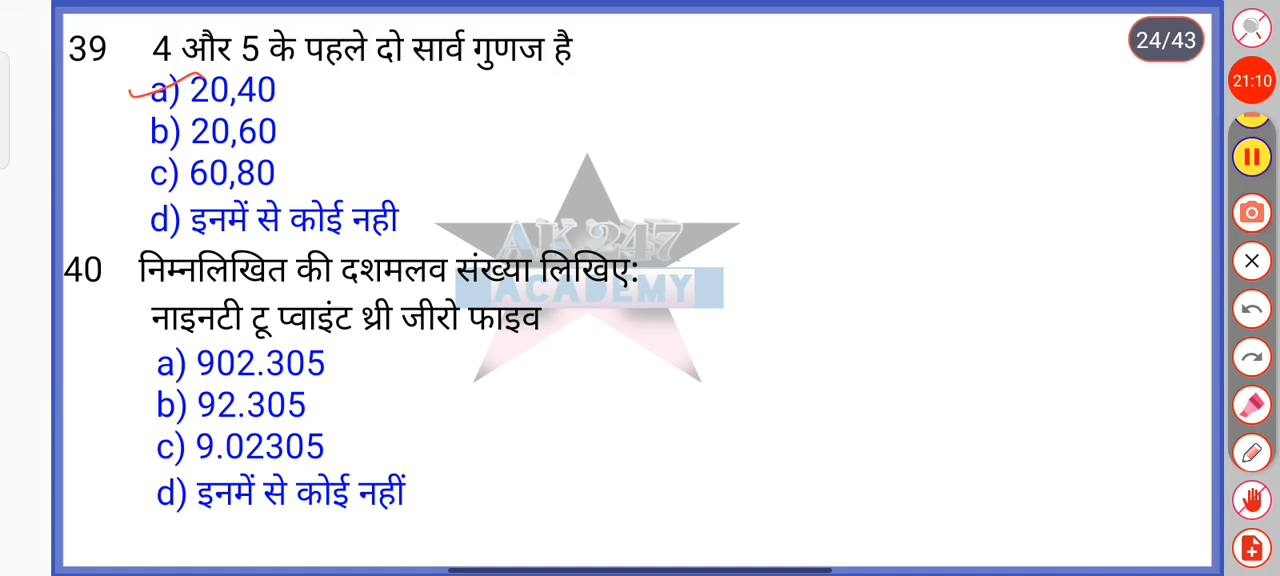 39 4 और 5 के पहले दो सार्व गुणज है
a) 20,40
b) 20,60
c) 60,80
d) इनमें से कोई नही
40 निम्नलिखित की दशमलव संख्या लिखिए:
नाइनटी टू प्वाइंट थ्री जीरो फाइव
a) 902.305
b) 92.305
c) 9.02305
d) इनमें से कोई नहीं
AK 247
ACADEMY
24/43
21:10